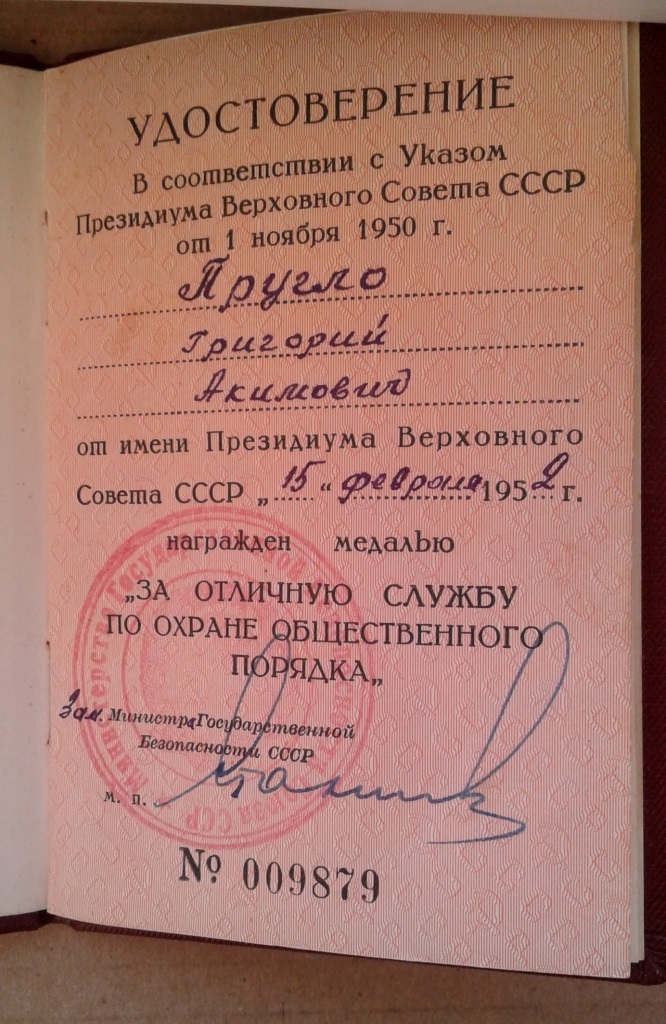 УДОСТОВЕРЕНИЕ
В соответствии с Указом
Президиума Верховного Совета СССР
от 1 ноября 1950 г.
Пругло
Григорий
Акимович
от имени Президиума Верховного
Совета СССР „15“ февраля 1952 г.
награжден медалью
„ЗА ОТЛИЧНУЮ СЛУЖБУ
ПО ОХРАНЕ ОБЩЕСТВЕННОГО
ПОРЯДКА„
Зам. Министра Государственной
Безопасности СССР
м. п.
№ 009879